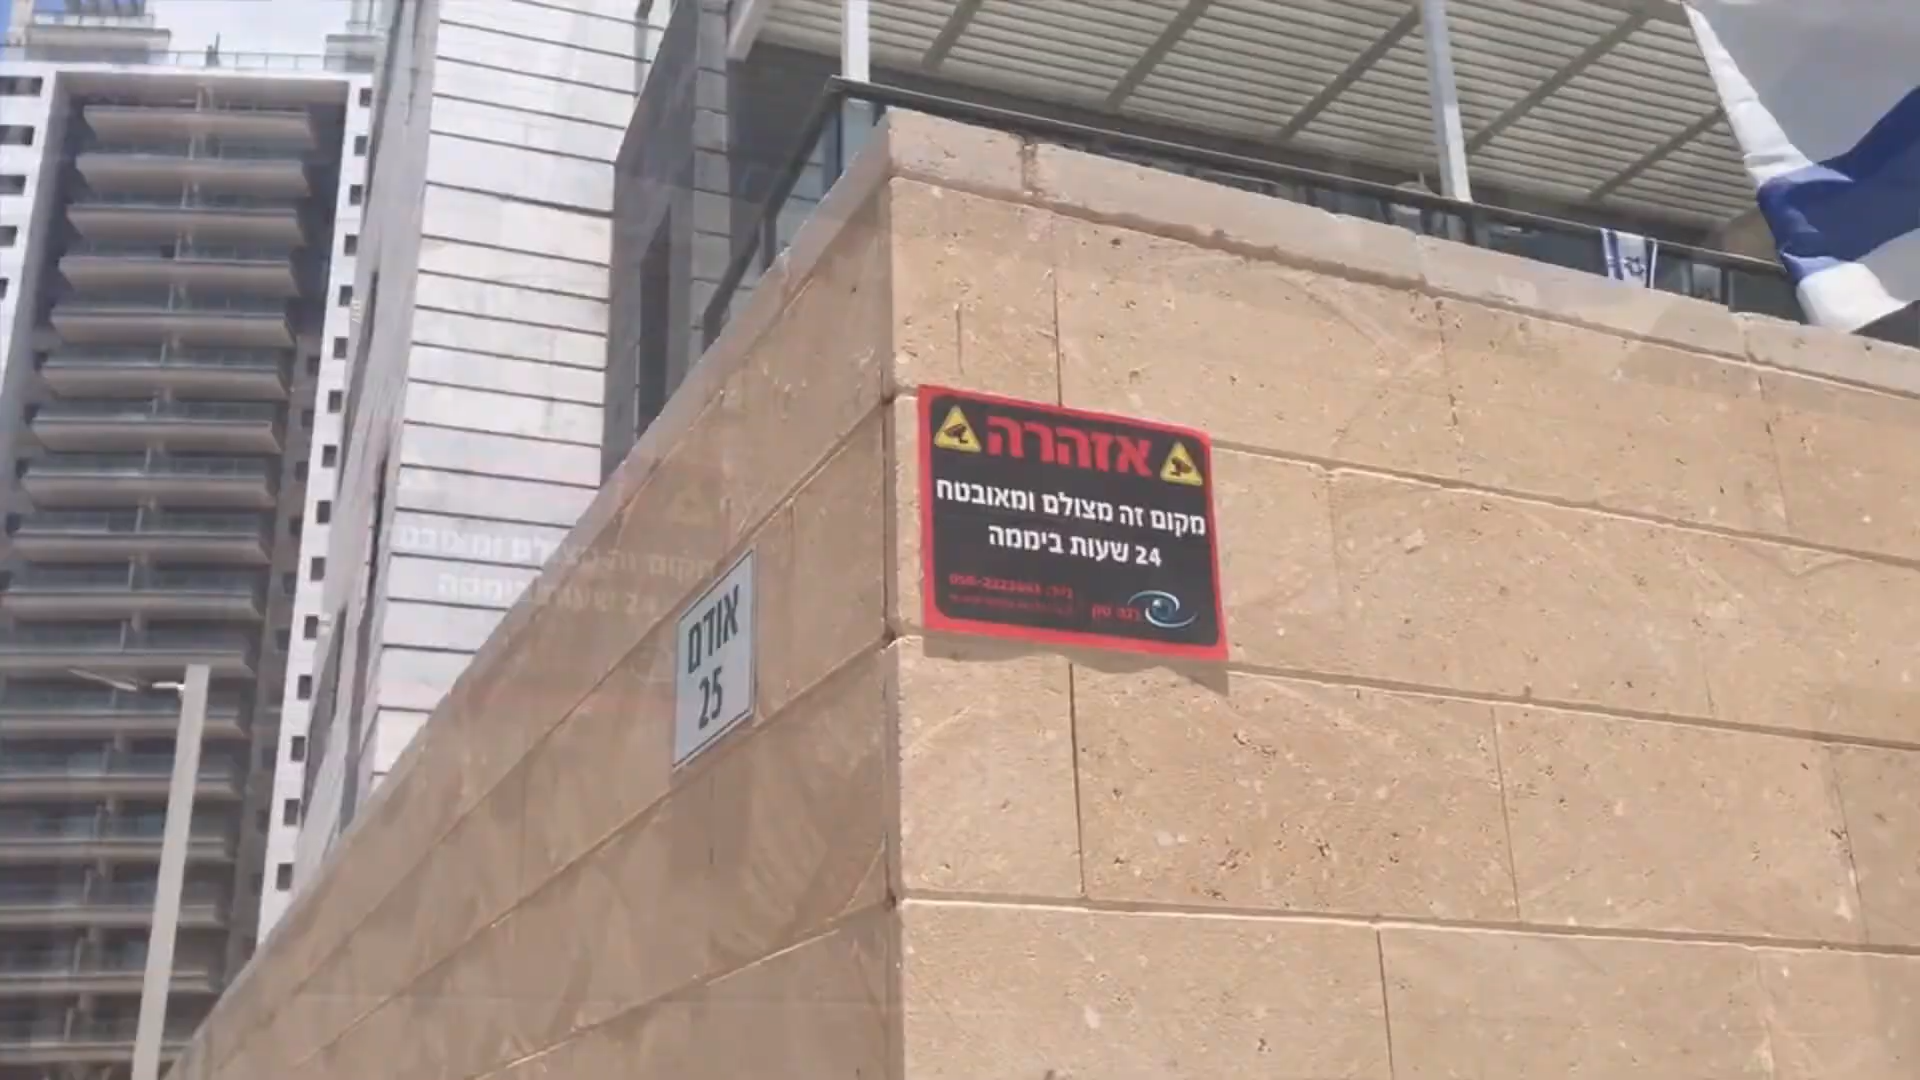 אזהרה
מקום זה מצולם ומאובטח
24 שעות ביממה
אודם
25